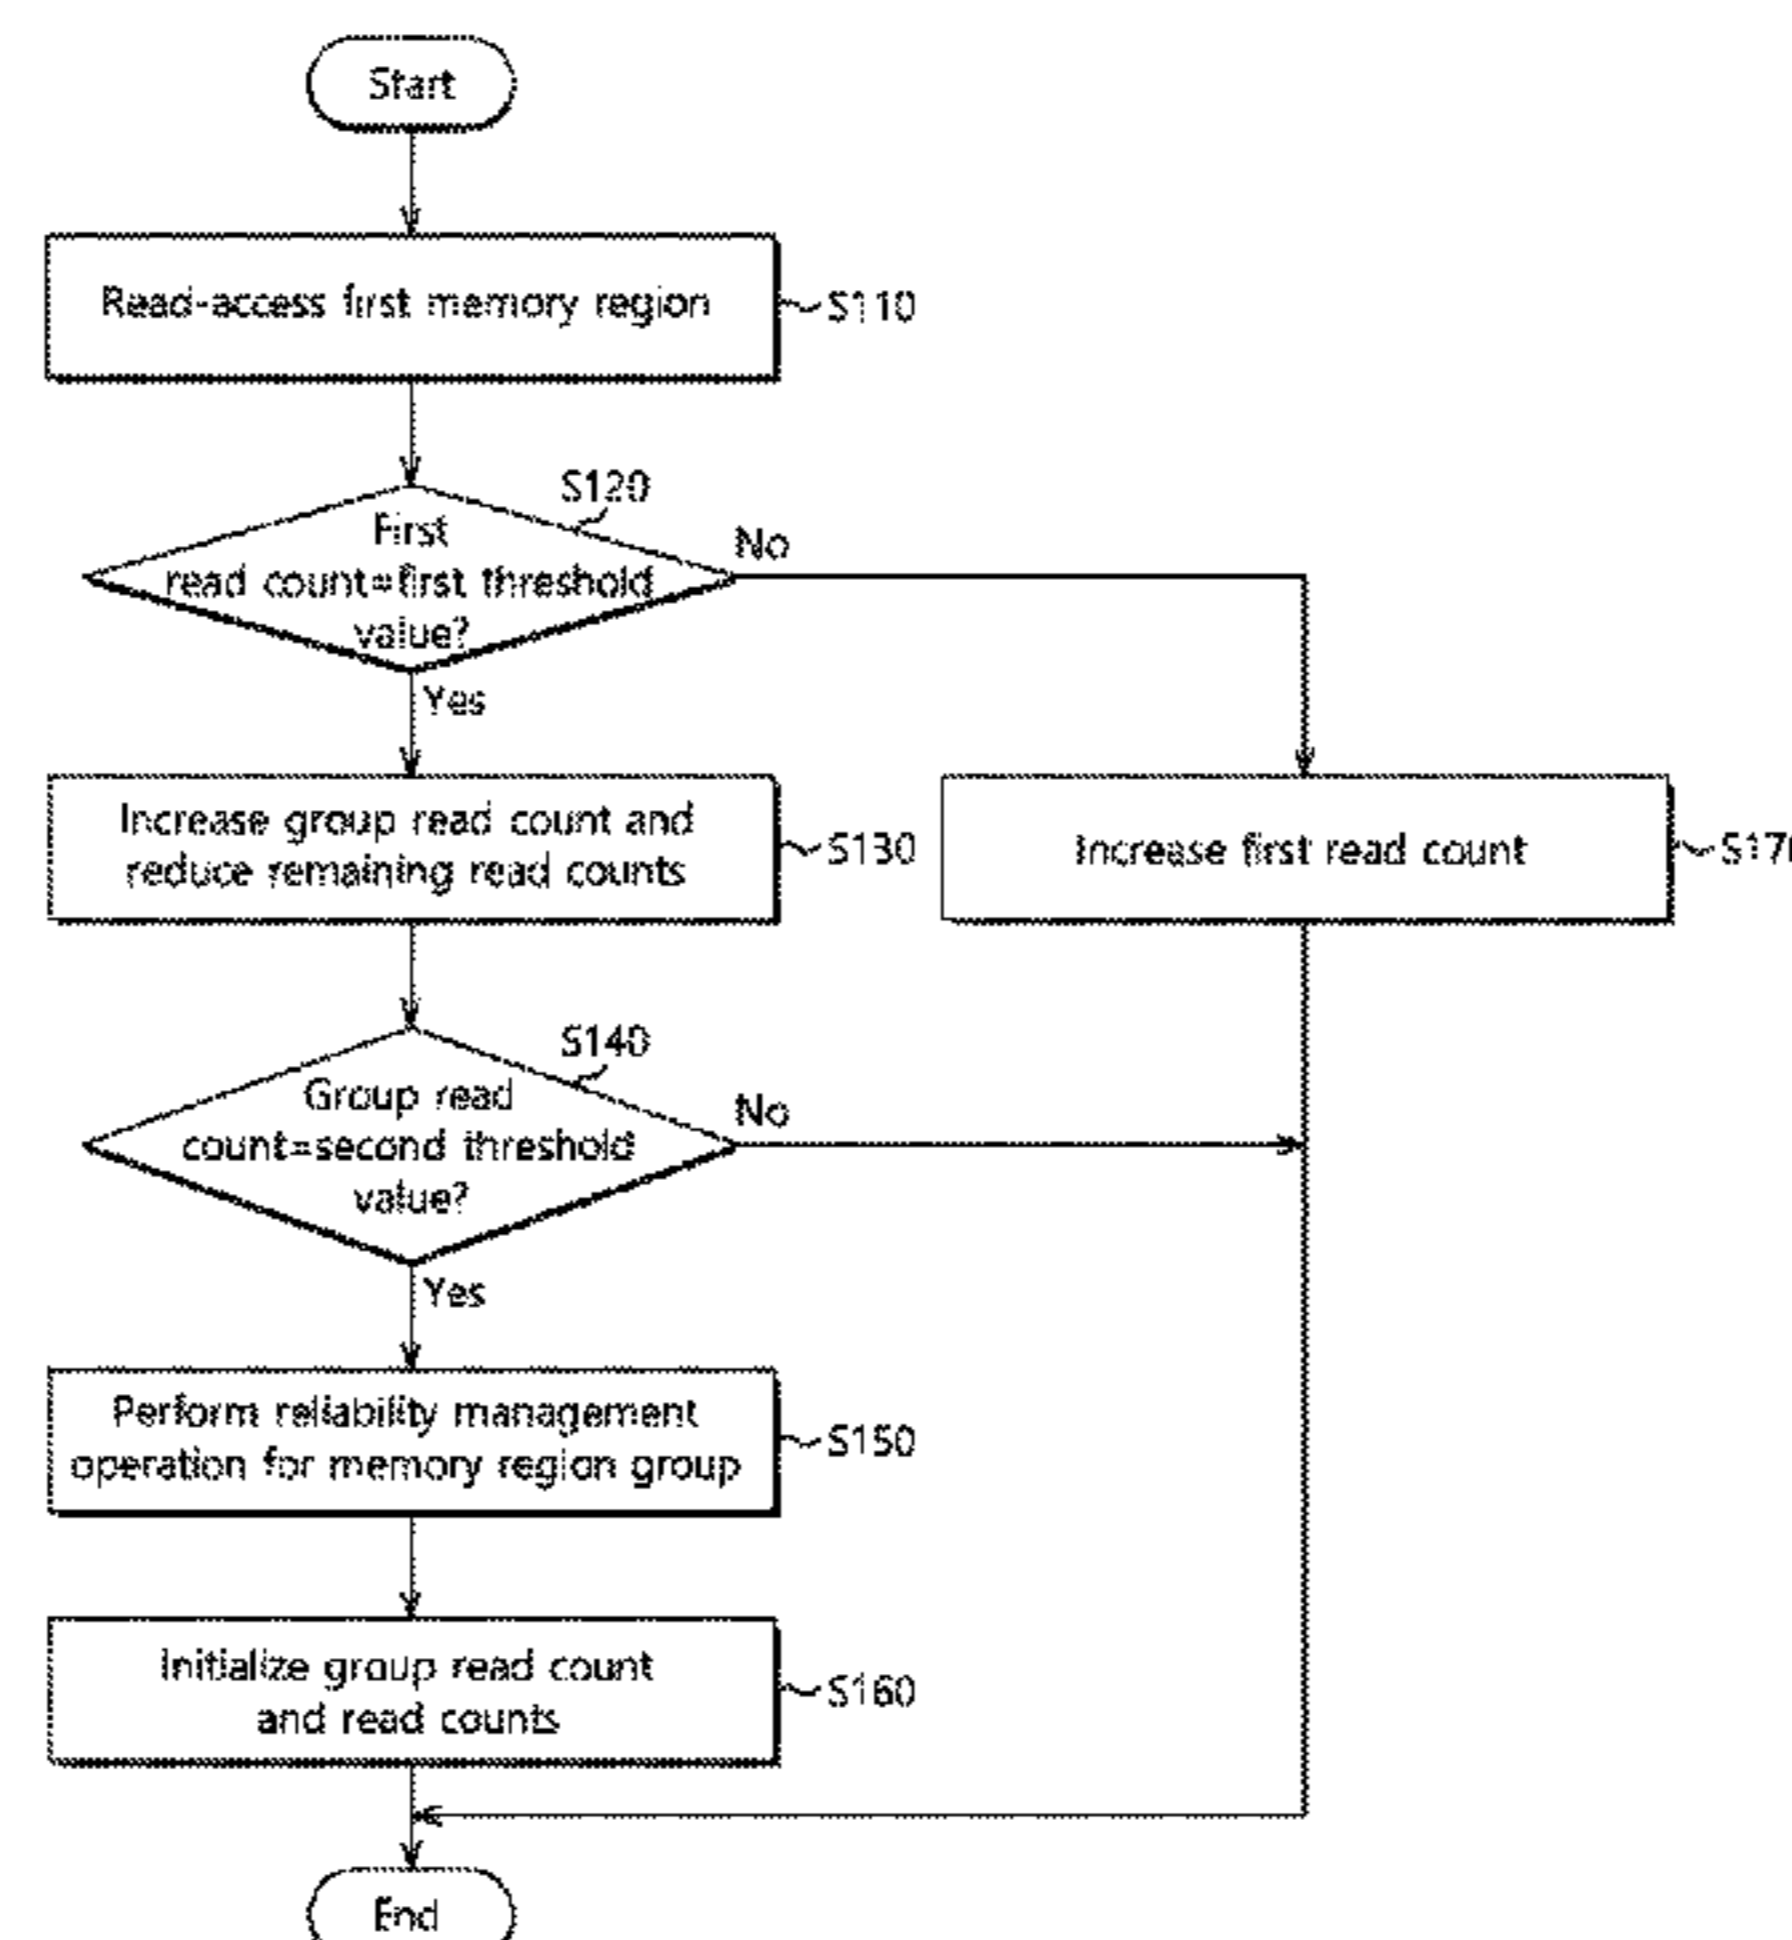 Start
Read-access first memory region
S110
S120
First
read count=first threshold
value?
No
Yes
Increase group read count and
reduce remaining read counts
S130
Increase first read count
S140
Group read
count=second threshold
value?
No
Yes
Perform reliability management
operation for memory region group
S150
Initialize group read count
and read counts
S160
End